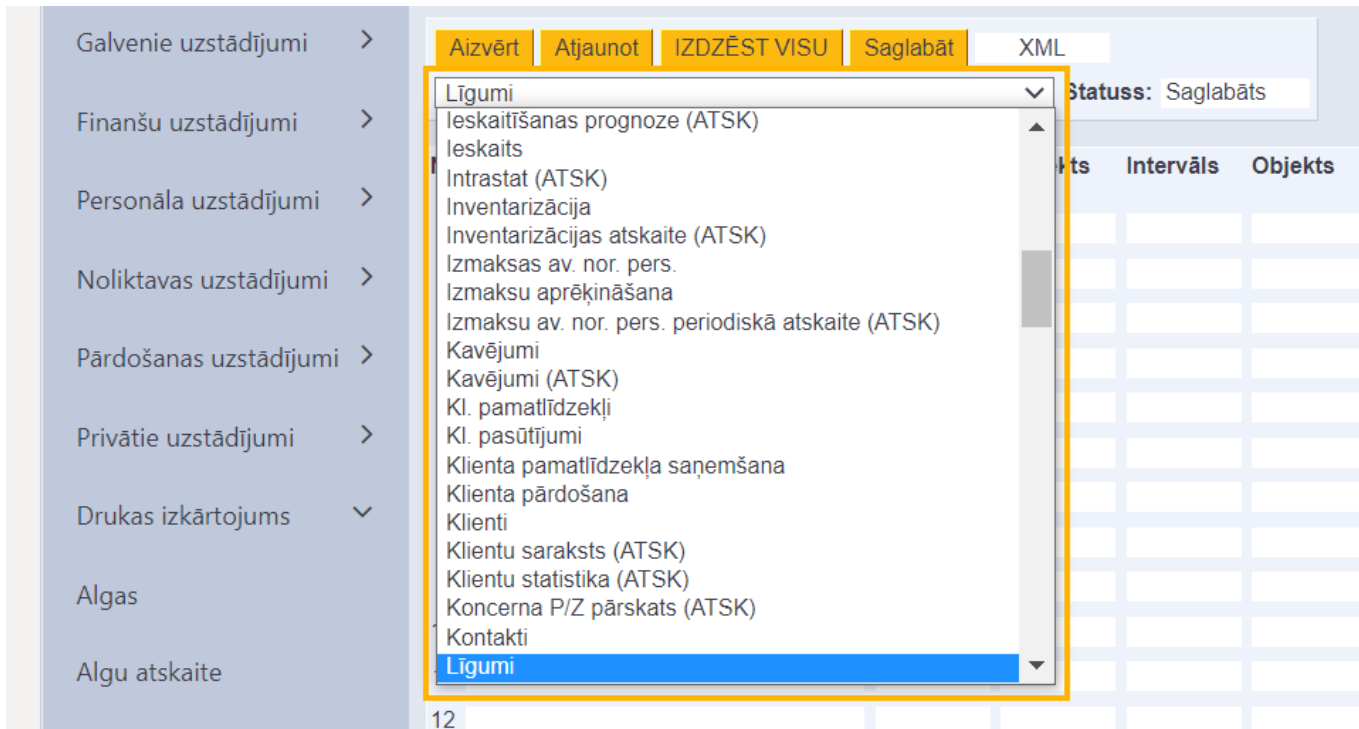 Galvenie uzstādījumi
Finanšu uzstādījumi
Personāla uzstādījumi
Noliktavas uzstādījumi
Pārdošanas uzstādījumi
Privātie uzstādījumi
Drukas izkārtojums
Algas
Algu atskaite
Aizvērt Atjaunot IZDZĒST VISU Saglabāt XML
Līgumi Statuss: Saglabāts
Ieskaitīšanas prognoze (ATSK)
Ieskaits
Intrastat (ATSK)
Inventarizācija
Inventarizācijas atskaite (ATSK)
Izmaksas av. nor. pers.
Izmaksu aprēķināšana
Izmaksu av. nor. pers. periodiskā atskaite (ATSK)
Kavējumi
Kavējumi (ATSK)
Kl. pamatlīdzekļi
Kl. pasūtījumi
Klienta pamatlīdzekļa saņemšana
Klienta pārdošana
Klienti
Klientu saraksts (ATSK)
Klientu statistika (ATSK)
Koncerna P/Z pārskats (ATSK)
Kontakti
Līgumi
Intervāls Objekts
12